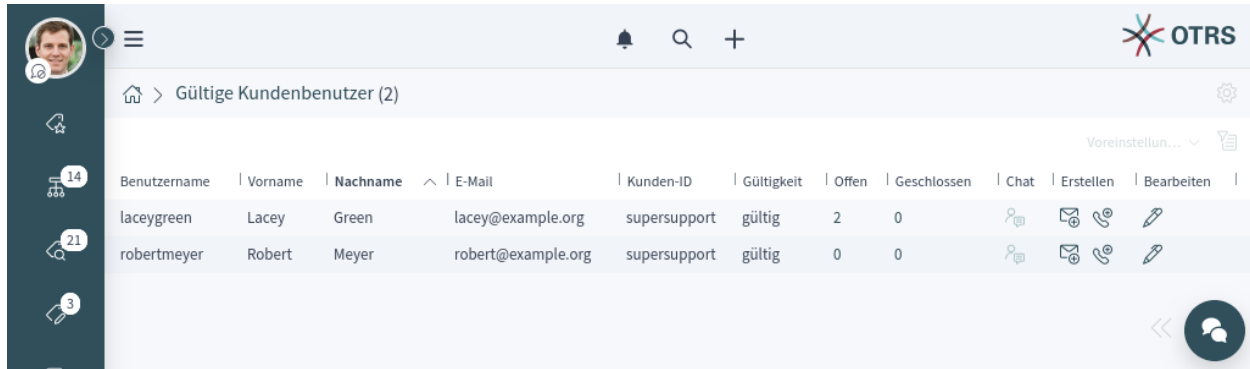 OTRS
Gültige Kundenbenutzer (2)
Voreinstellun...
14
Benutzername Vorname Nachname E-Mail Kunden-ID Gültigkeit Offen Geschlossen Chat Erstellen Bearbeiten
laceygreen Lacey Green lacey@example.org supersupport gültig 2 0
21
robertmeyer Robert Meyer robert@example.org supersupport gültig 0 0
3